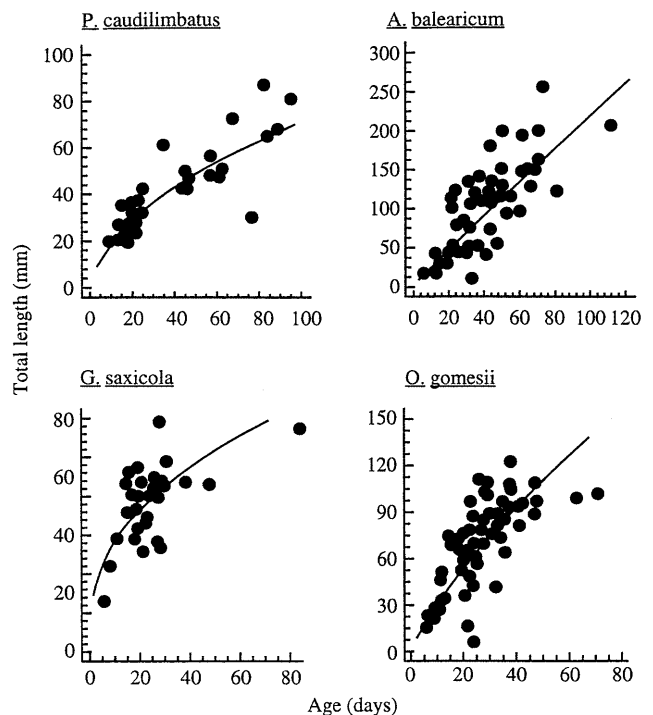 P. caudilimbatus
A. balearicum
100
80
60
40
20
0
0 20 40 60 80 100
300
250
200
150
100
50
0
0 20 40 60 80 100 120
Total length (mm)
G. saxicola
O. gomesii
80
60
40
20
0
0 20 40 60 80
150
120
90
60
30
0
0 20 40 60 80
Age (days)